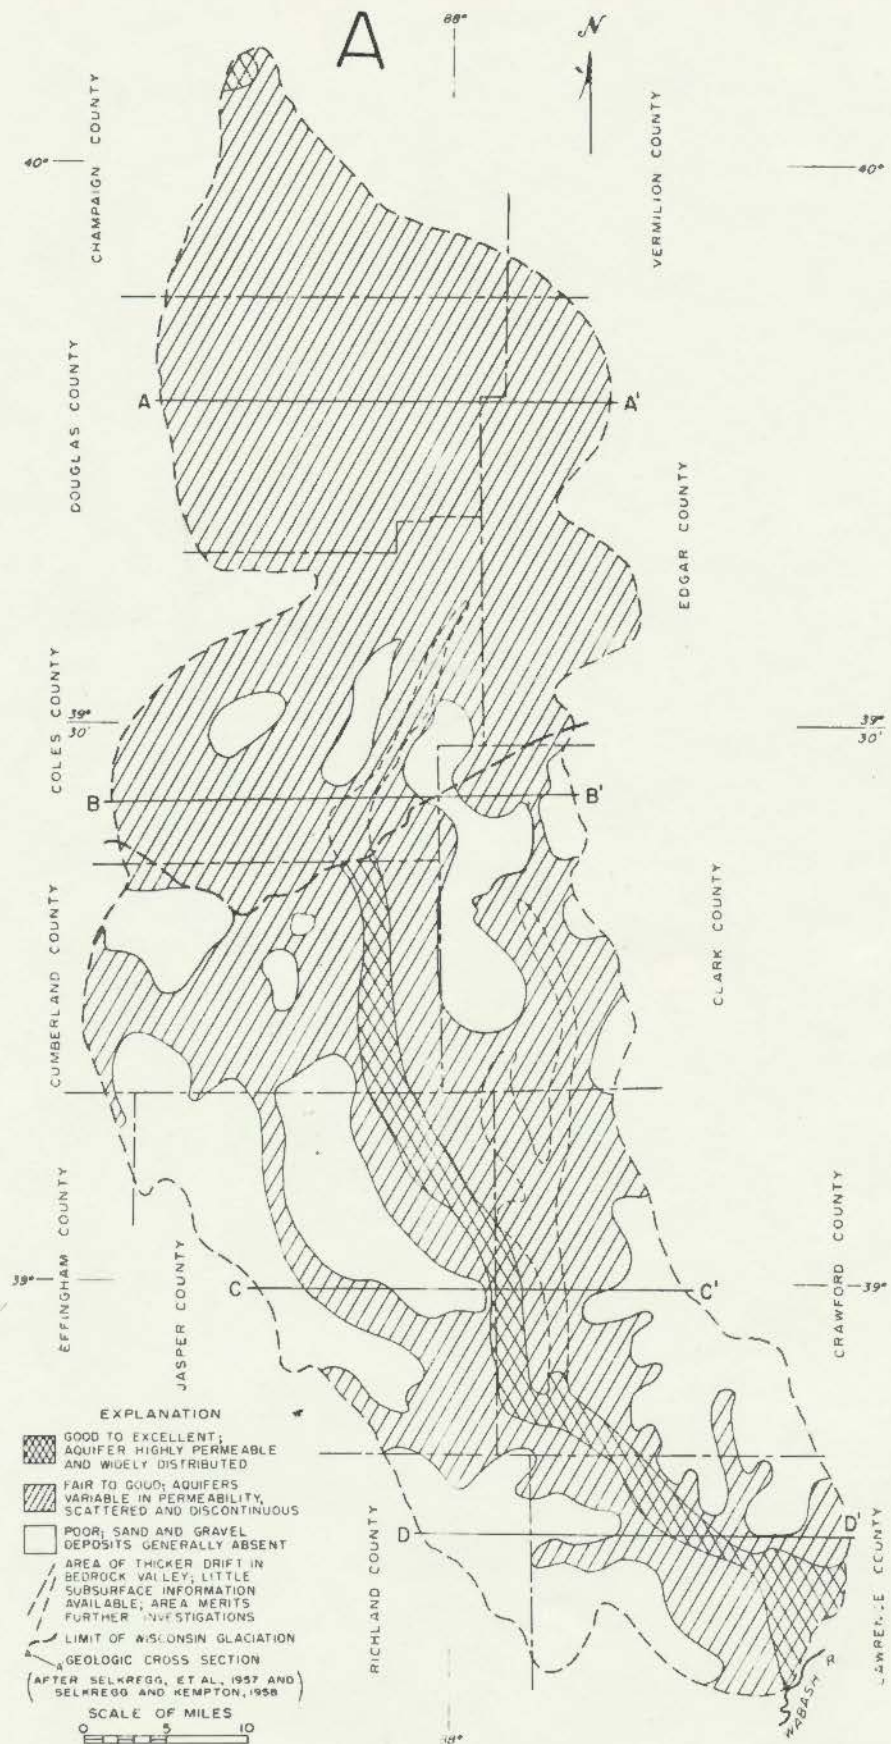 A
88°
N
CHAMPAIGN COUNTY
VERMILION COUNTY
40°
40°
DOUGLAS COUNTY
A
A'
EDGAR COUNTY
COLES COUNTY
39°
30'
39°
30'
B
B'
CUMBERLAND COUNTY
CLARK COUNTY
EFFINGHAM COUNTY
JASPER COUNTY
CRAWFORD COUNTY
39°
39°
C
C'
EXPLANATION
GOOD TO EXCELLENT;
AQUIFER HIGHLY PERMEABLE
AND WIDELY DISTRIBUTED
FAIR TO GOOD; AQUIFERS
VARIABLE IN PERMEABILITY,
SCATTERED AND DISCONTINUOUS
POOR; SAND AND GRAVEL
DEPOSITS GENERALLY ABSENT
AREA OF THICKER DRIFT IN
BEDROCK VALLEY; LITTLE
SUBSURFACE INFORMATION
AVAILABLE; AREA MERITS
FURTHER INVESTIGATIONS
LIMIT OF WISCONSIN GLACIATION
A A' GEOLOGIC CROSS SECTION
(AFTER SELKREGG, ET AL., 1957 AND
SELKREGG AND KEMPTON, 1958)
SCALE OF MILES
0 5 10
RICHLAND COUNTY
D
D'
LAWRENCE COUNTY
WABASH R
88°